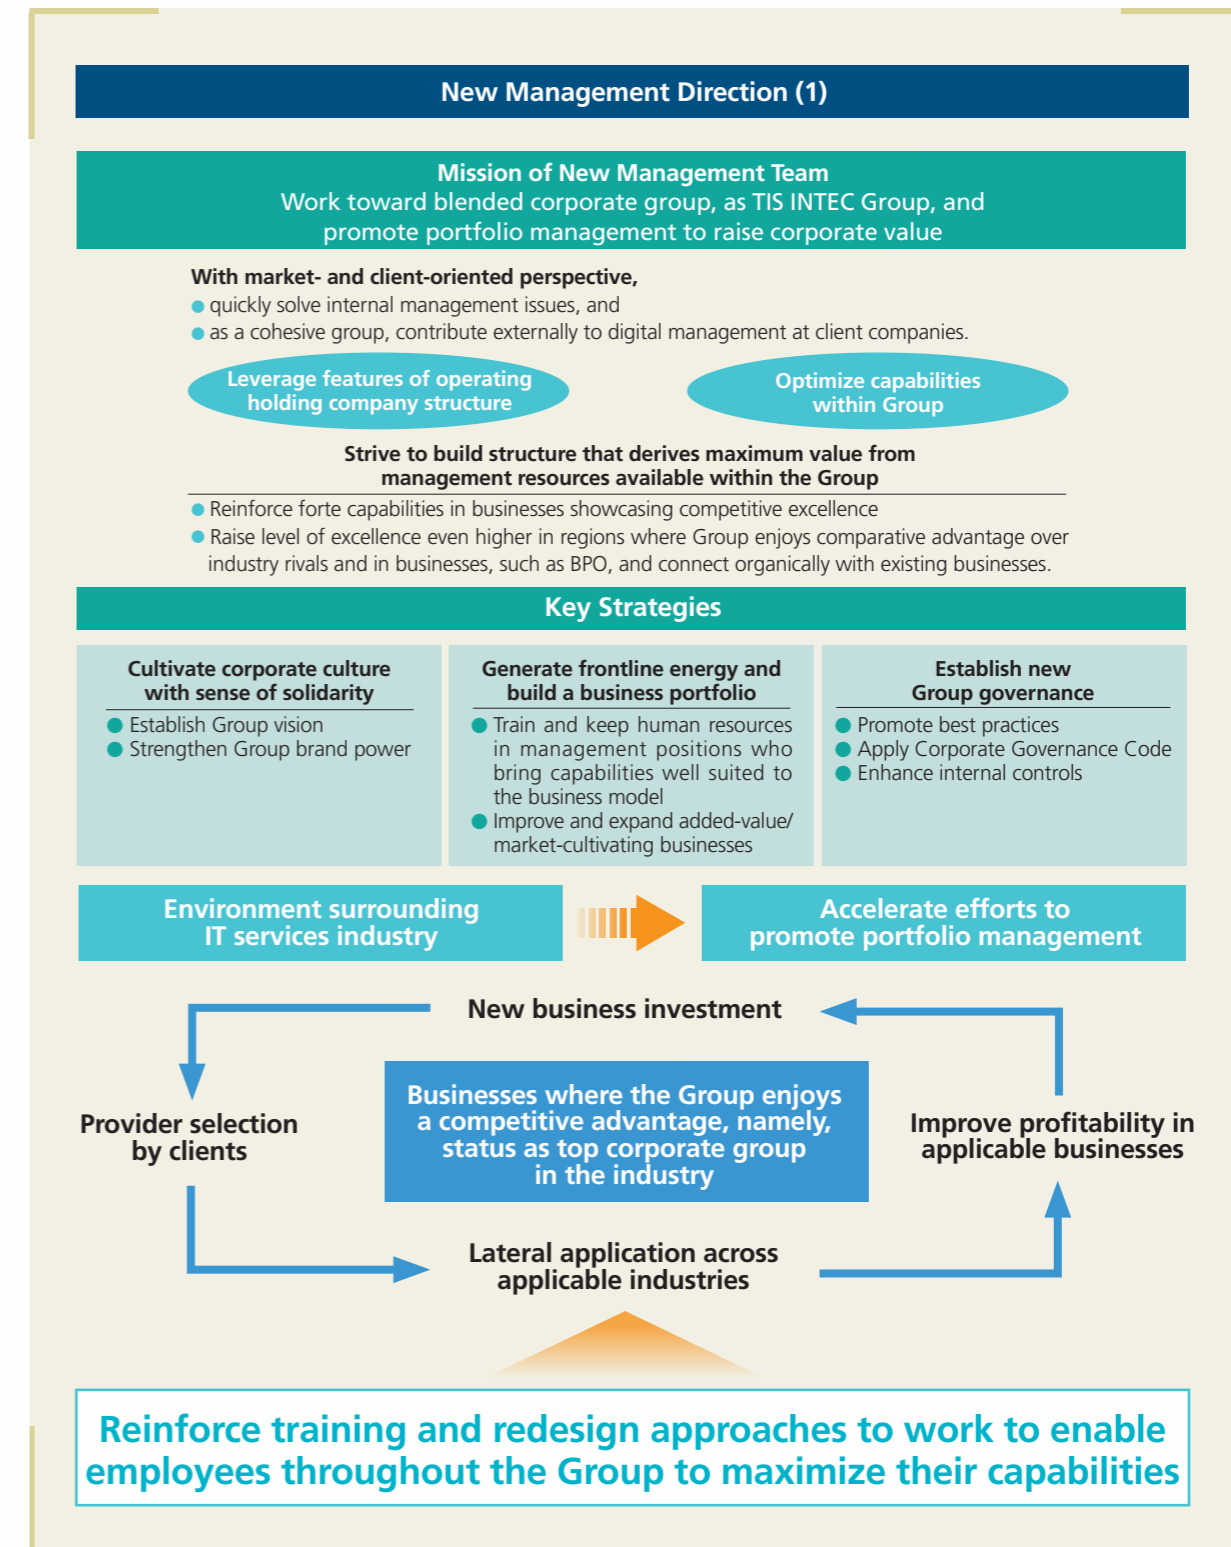 New Management Direction (1)
Mission of New Management Team
Work toward blended corporate group, as TIS INTEC Group, and
promote portfolio management to raise corporate value
With market- and client-oriented perspective,
● quickly solve internal management issues, and
● as a cohesive group, contribute externally to digital management at client companies.
Leverage features of operating
holding company structure
Optimize capabilities
within Group
Strive to build structure that derives maximum value from
management resources available within the Group
● Reinforce forte capabilities in businesses showcasing competitive excellence
● Raise level of excellence even higher in regions where Group enjoys comparative advantage over
industry rivals and in businesses, such as BPO, and connect organically with existing businesses.
Key Strategies
Cultivate corporate culture
with sense of solidarity
● Establish Group vision
● Strengthen Group brand power
Generate frontline energy and
build a business portfolio
● Train and keep human resources
in management positions who
bring capabilities well suited to
the business model
● Improve and expand added-value/
market-cultivating businesses
Establish new
Group governance
● Promote best practices
● Apply Corporate Governance Code
● Enhance internal controls
Environment surrounding
IT services industry
Accelerate efforts to
promote portfolio management
New business investment
Provider selection
by clients
Businesses where the Group enjoys
a competitive advantage, namely,
status as top corporate group
in the industry
Improve profitability in
applicable businesses
Lateral application across
applicable industries
Reinforce training and redesign approaches to work to enable
employees throughout the Group to maximize their capabilities